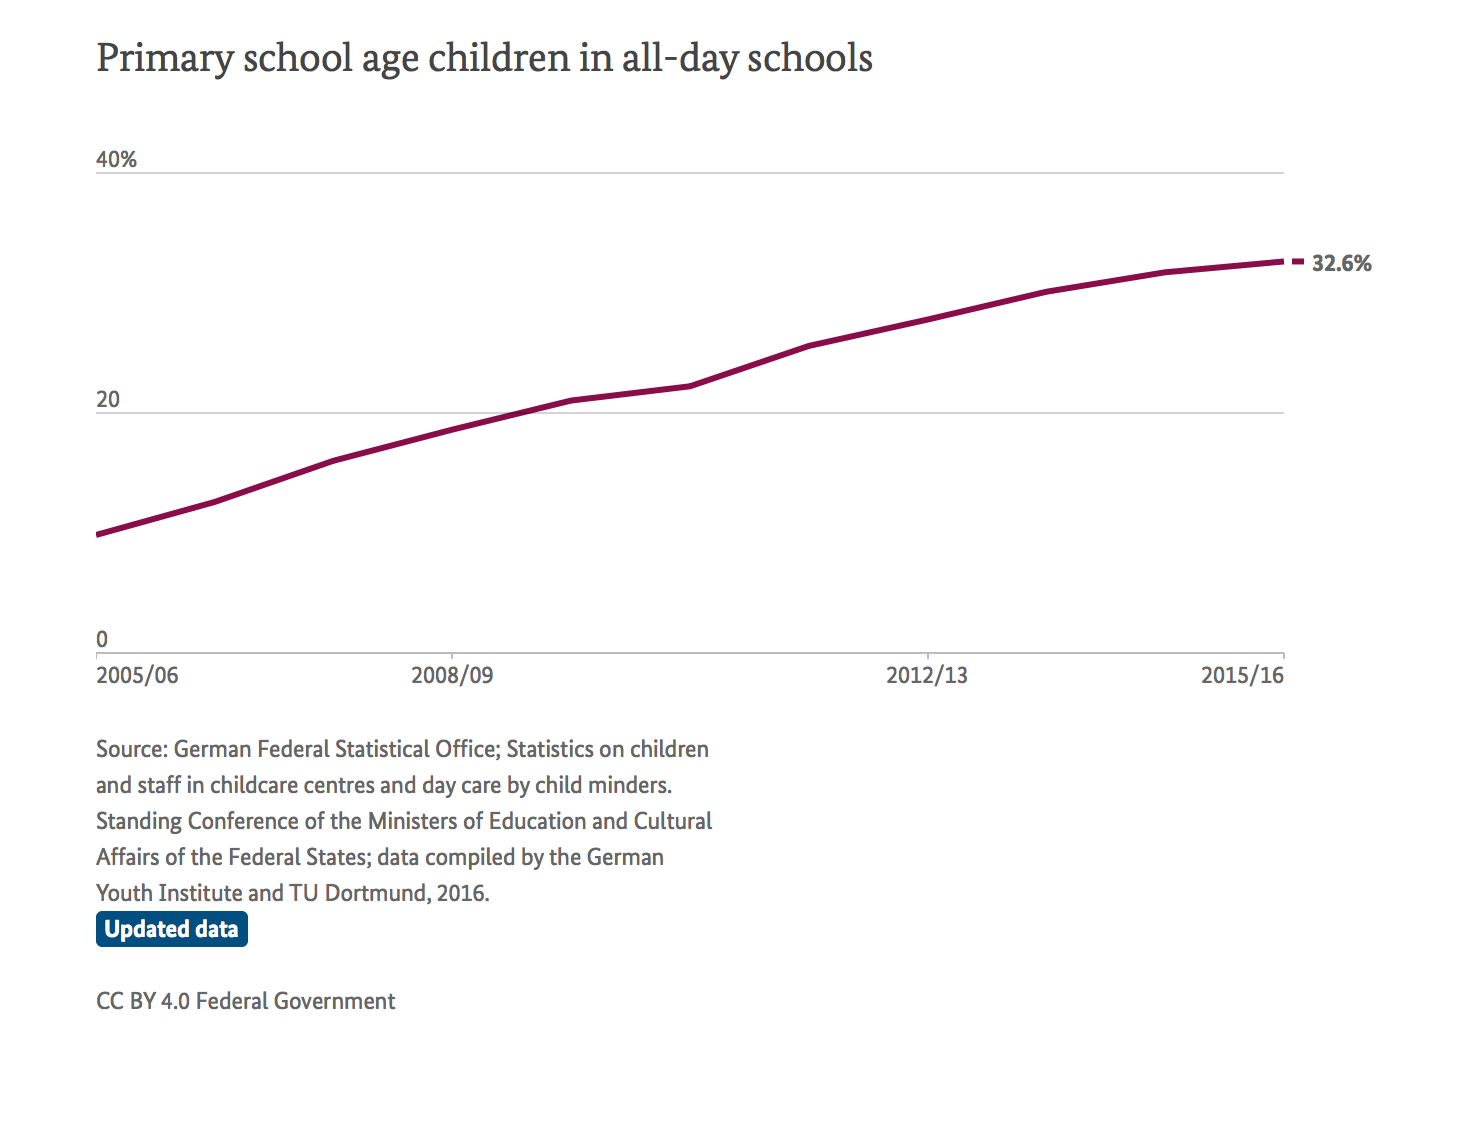 Primary school age children in all-day schools
40%
32.6%
20
0
2005/06 2008/09 2012/13 2015/16
Source: German Federal Statistical Office; Statistics on children
and staff in childcare centres and day care by child minders.
Standing Conference of the Ministers of Education and Cultural
Affairs of the Federal States; data compiled by the German
Youth Institute and TU Dortmund, 2016.
Updated data
CC BY 4.0 Federal Government